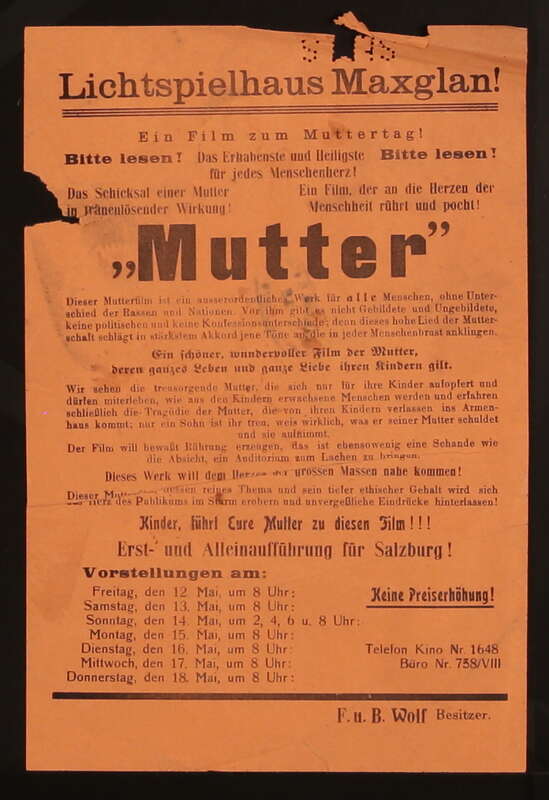 Lichtspielhaus Maxglan!
Ein Film zum Muttertag!
Bitte lesen! Das Erhabenste und Heiligste Bitte lesen!
für jedes Menschenherz!
Das Schicksal einer Mutter
in tränenlösender Wirkung!
Ein Film, der an die Herzen der
Menschheit rührt und pocht!
„Mutter”
Dieser Mutterfilm ist ein ausserordentliches Werk für alle Menschen, ohne Unter-
schied der Rassen und Nationen. Vor ihm gibt es nicht Gebildete und Ungebildete,
keine politischen und keine Konfessionsunterschiede, denn dieses hohe Lied der Mutter-
schaft schlägt in stärkstem Akkord jene Töne an, die in jeder Menschenbrust anklingen.
Ein schöner, wundervoller Film der Mutter,
deren ganzes Leben und ganze Liebe ihren Kindern gilt.
Wir sehen die treusorgende Mutter, die sich nur für ihre Kinder aufopfert und
dürfen miterleben, wie aus den Kindern erwachsene Menschen werden und erfahren
schließlich die Tragödie der Mutter, die von ihren Kindern verlassen ins Armen-
haus kommt; nur ein Sohn ist ihr treu, weis wirklich, was er seiner Mutter schuldet
und sie aufnimmt.
Der Film will bewußt Rührung erzeugen, das ist ebensowenig eine Schande wie
die Absicht, ein Auditorium zum Lachen zu bringen.
Dieses Werk will dem Herzen der grossen Massen nahe kommen!
Dieser dessen reines Thema und sein tiefer ethischer Gehalt wird sich
Herz des Publikums im Sturm erobern und unvergeßliche Eindrücke hinterlassen!
Kinder, führt Eure Mutter zu diesen Film!!!
Erst- und Alleinaufführung für Salzburg!
Vorstellungen am:
Freitag, den 12 Mai, um 8 Uhr:
Samstag, den 13. Mai, um 8 Uhr:
Sonntag, den 14 Mai, um 2, 4, 6 u. 8 Uhr:
Montag, den 15 Mai, um 8 Uhr:
Dienstag, den 16 Mai, um 8 Uhr:
Mittwoch, den 17 Mai, um 8 Uhr:
Donnerstag, den 18. Mai, um 8 Uhr:
Keine Preiserhöhung!
Telefon Kino Nr. 1648
Büro Nr. 758/VIII
F. u. B. Wolf Besitzer.